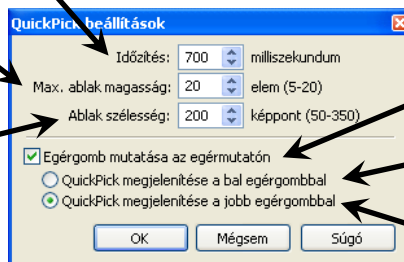 QuickPick beállítások
Időzítés: 700 milliszekundum
Max. ablak magasság: 20 elem (5-20)
Ablak szélesség: 200 képpont (50-350)
Egérgomb mutatása az egérmutatón
QuickPick megjelenítése a bal egérgombbal
QuickPick megjelenítése a jobb egérgombbal
OK Mégsem Súgó